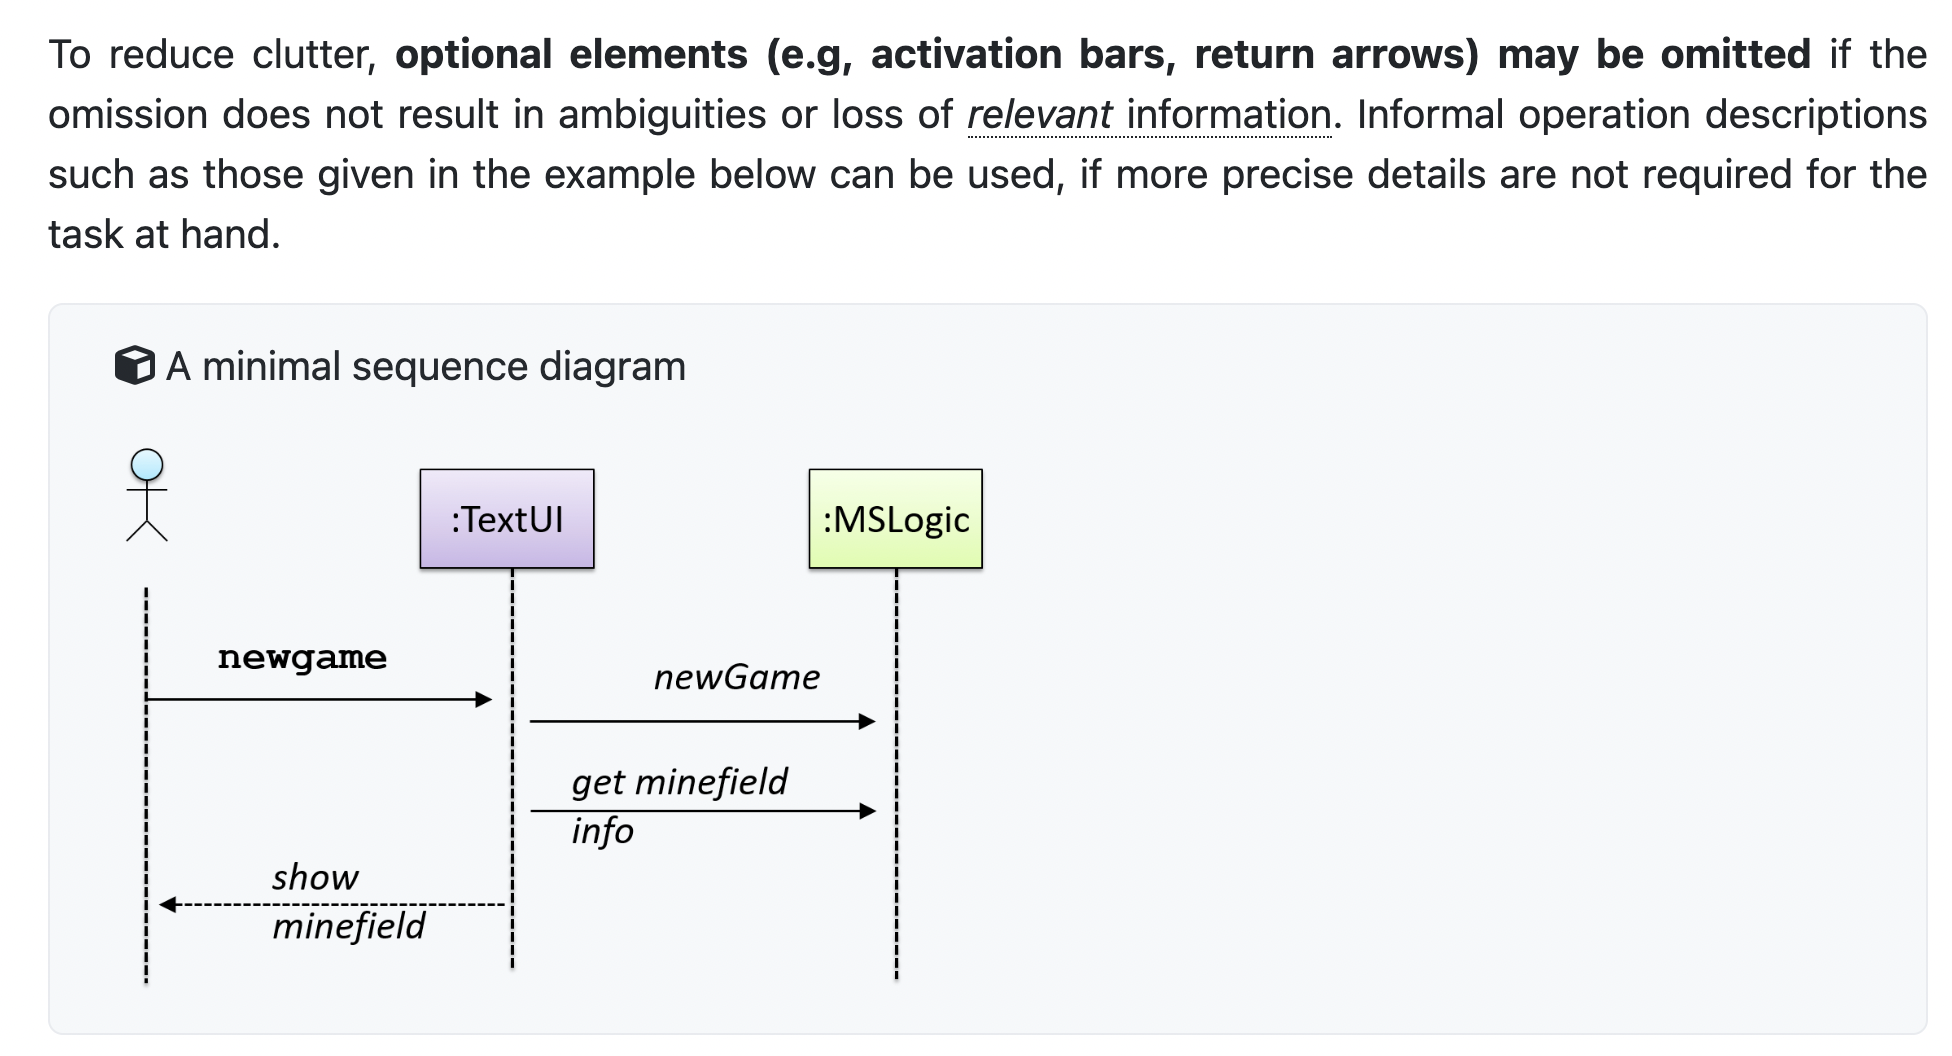 To reduce clutter, optional elements (e.g, activation bars, return arrows) may be omitted if the
omission does not result in ambiguities or loss of relevant information. Informal operation descriptions
such as those given in the example below can be used, if more precise details are not required for the
task at hand.
A minimal sequence diagram
:TextUI
:MSLogic
newgame
newGame
get minefield
info
show
minefield